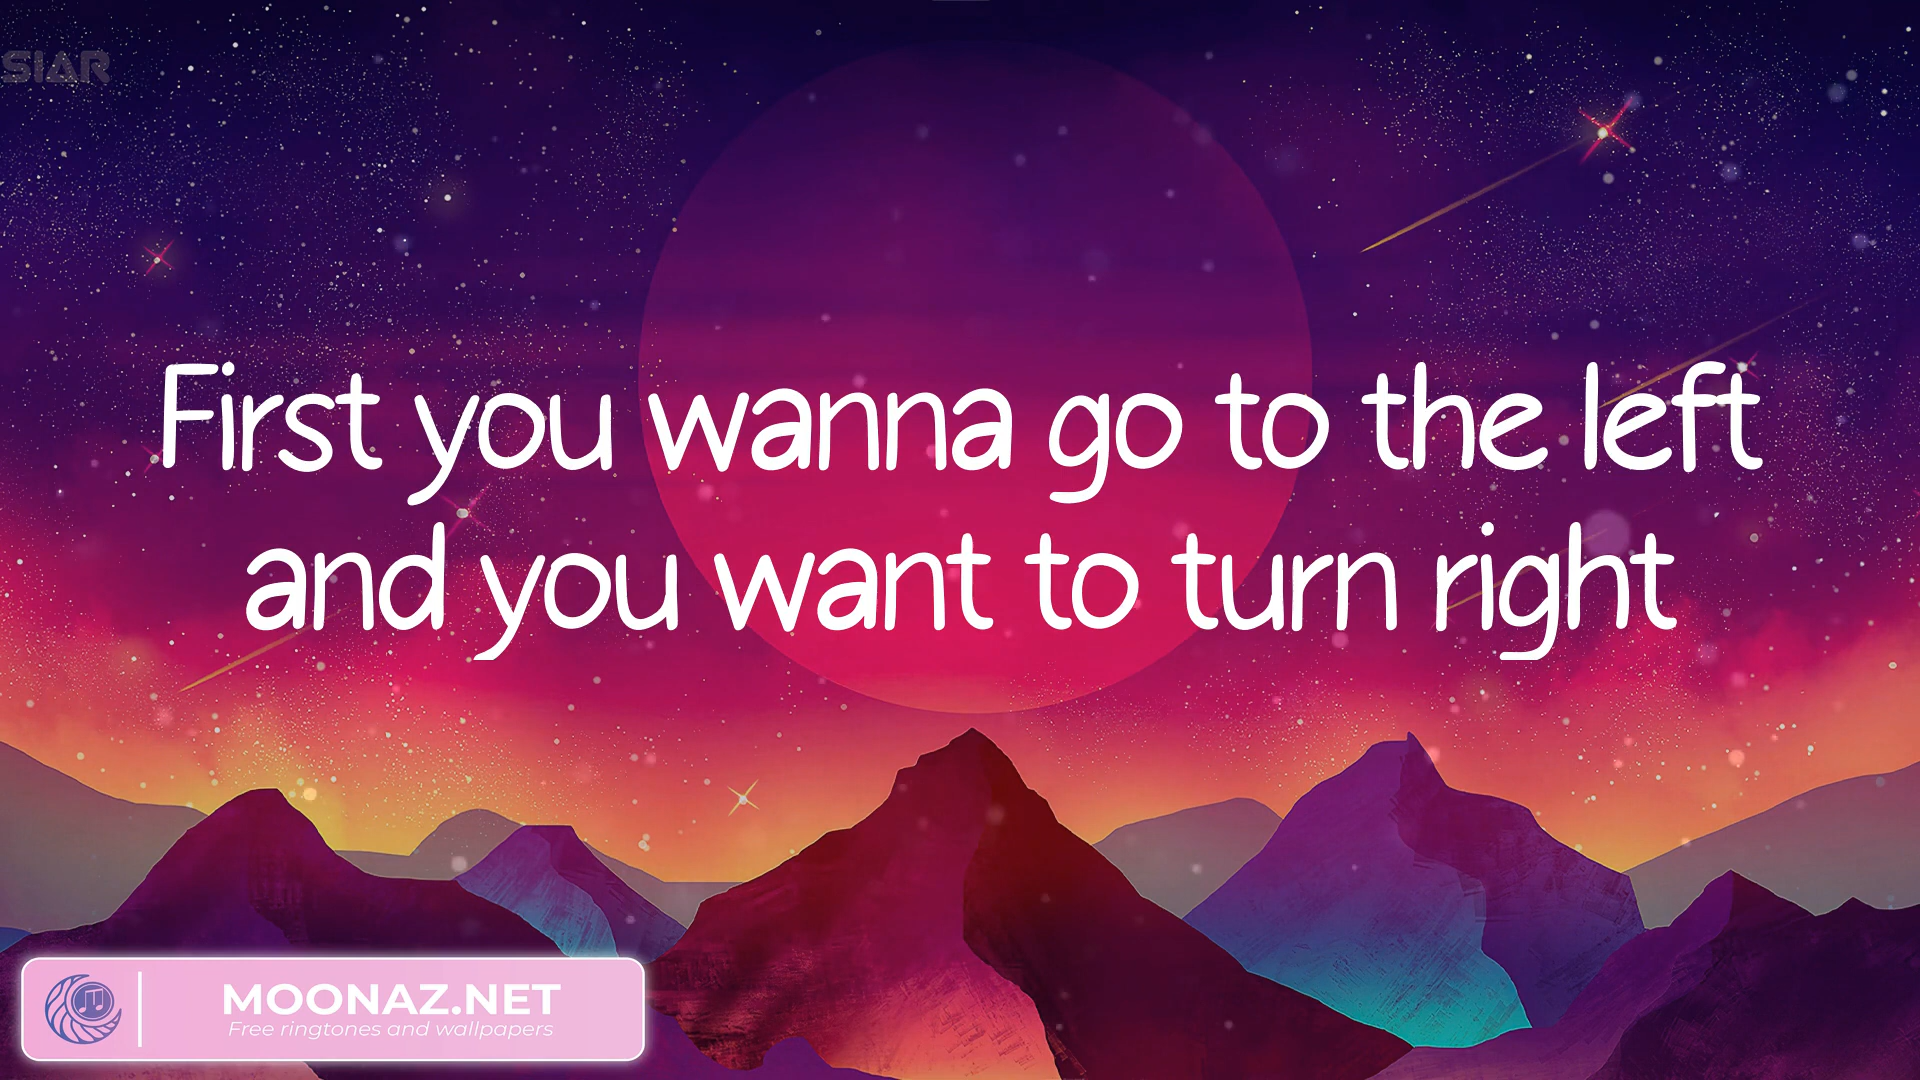 SIAR
First you wanna go to the left
and you want to turn right
MOONAZ.NET
Free ringtones and wallpapers